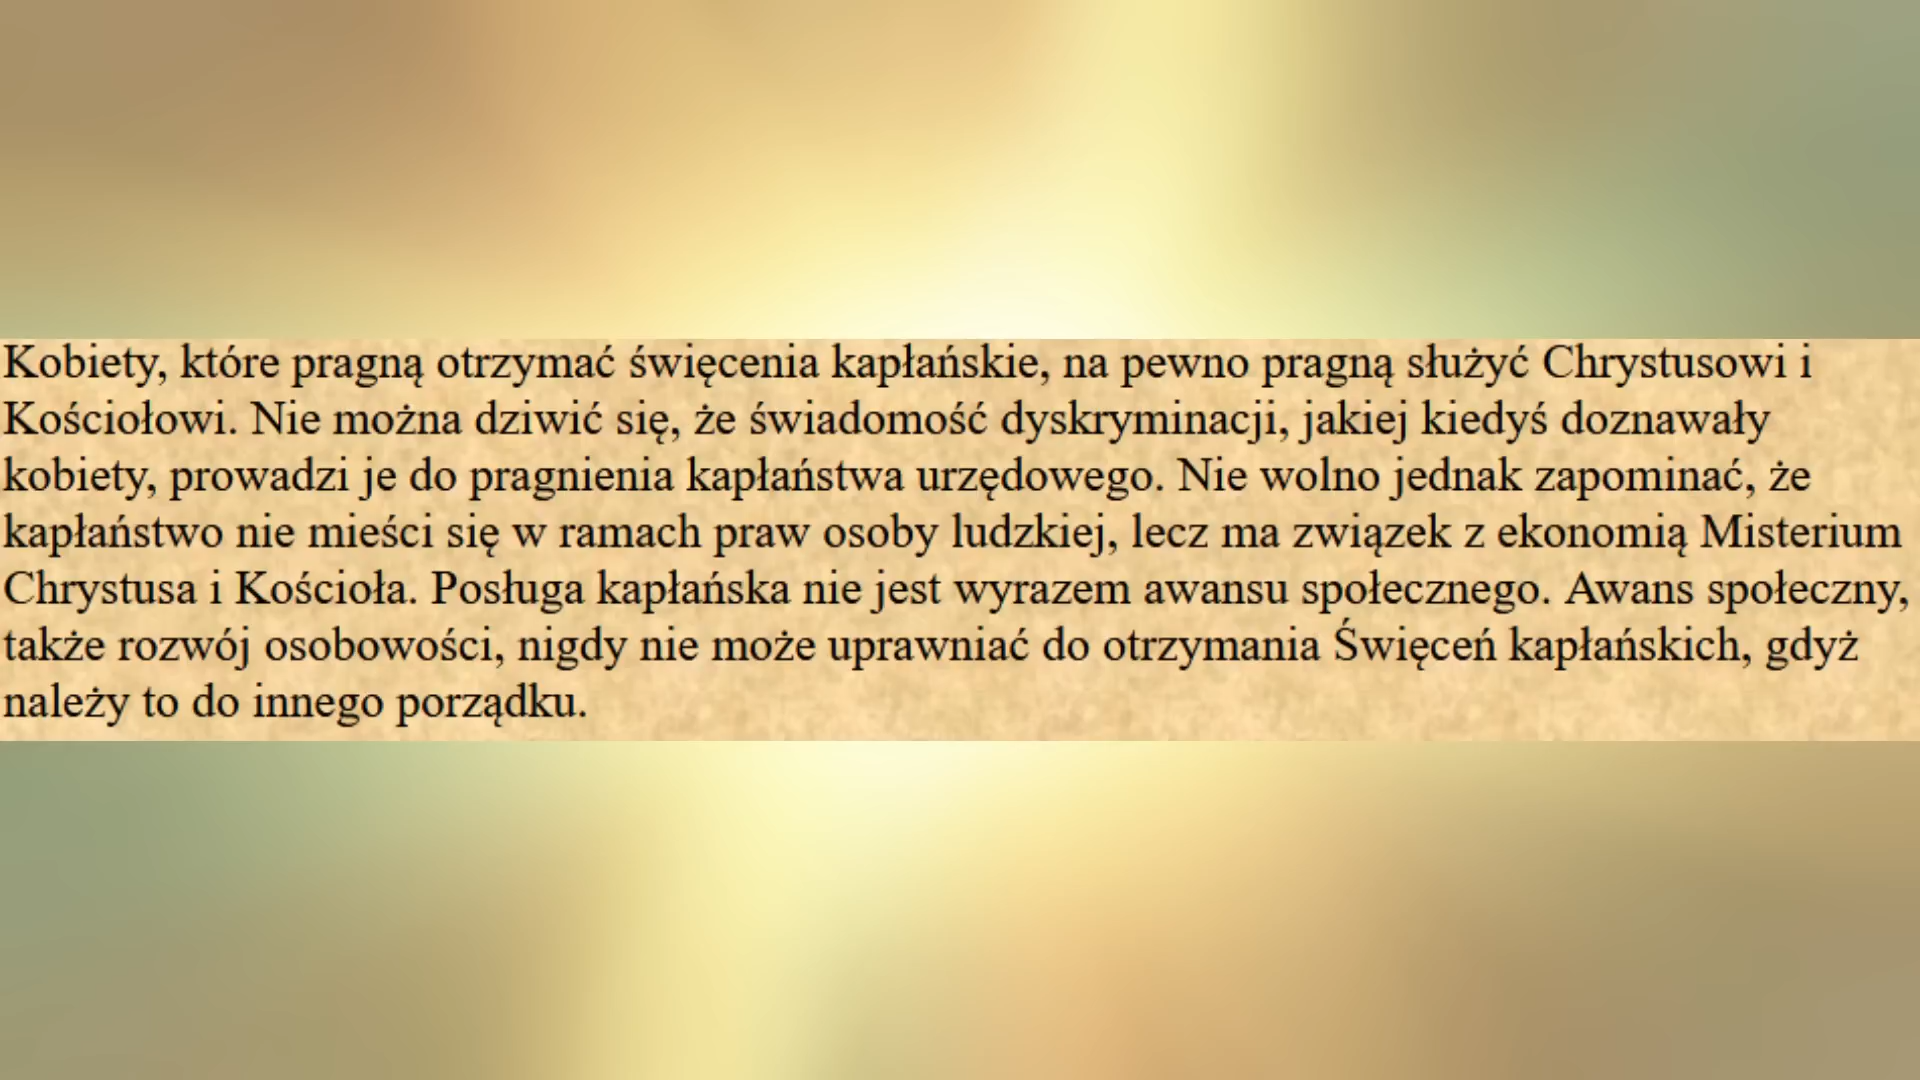 Kobiety, które pragną otrzymać święcenia kapłańskie, na pewno pragną służyć Chrystusowi i
Kościołowi. Nie można dziwić się, że świadomość dyskryminacji, jakiej kiedyś doznawały
kobiety, prowadzi je do pragnienia kapłaństwa urzędowego. Nie wolno jednak zapominać, że
kapłaństwo nie mieści się w ramach praw osoby ludzkiej, lecz ma związek z ekonomią Misterium
Chrystusa i Kościoła. Posługa kapłańska nie jest wyrazem awansu społecznego. Awans społeczny,
także rozwój osobowości, nigdy nie może uprawniać do otrzymania Święceń kapłańskich, gdyż
należy to do innego porządku.